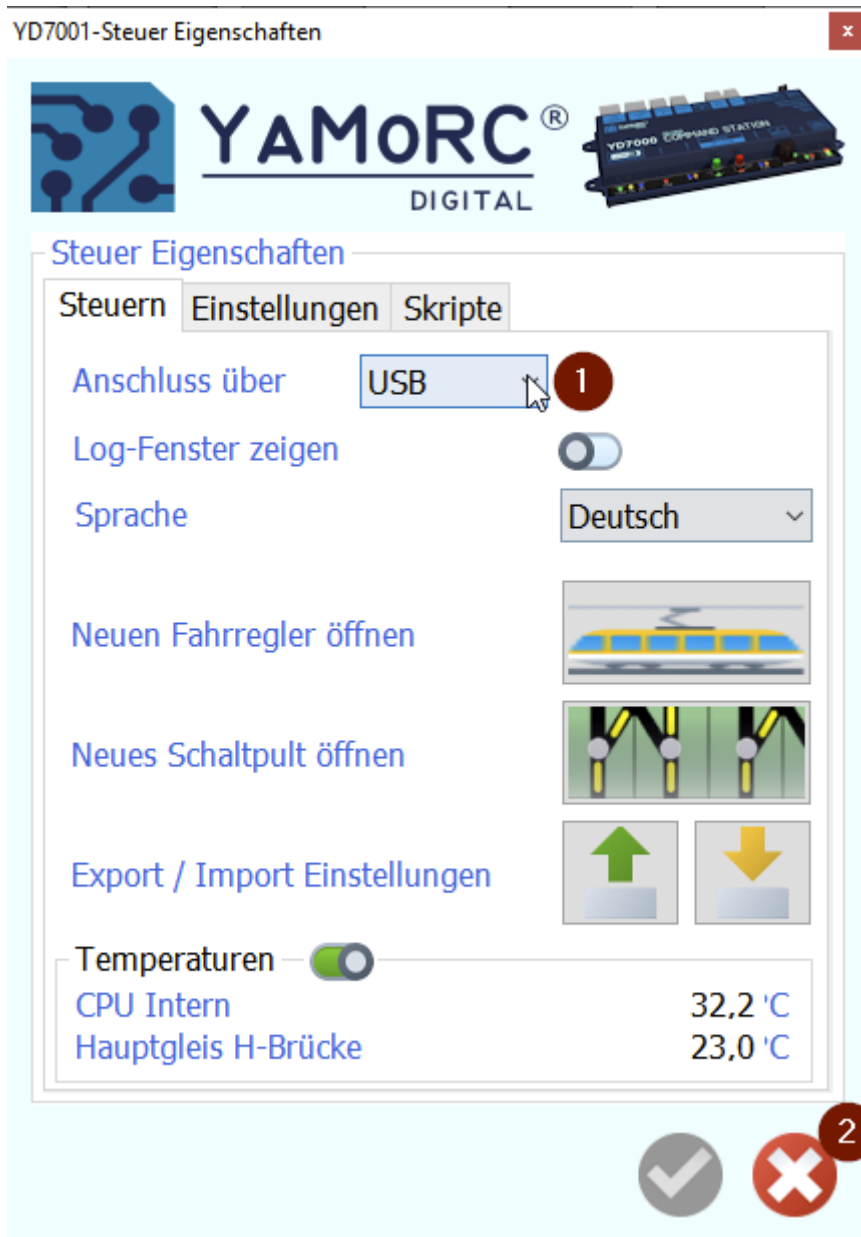 YD7001-Steuer Eigenschaften
x
YAMoRC®
DIGITAL
YD7000 COMMAND STATION
Steuer Eigenschaften
Steuern Einstellungen Skripte
Anschluss über USB 1
Log-Fenster zeigen
Sprache Deutsch
Neuen Fahrregler öffnen
Neues Schaltpult öffnen
Export / Import Einstellungen
Temperaturen
CPU Intern 32,2 '​C
Hauptgleis H-Brücke 23,0 '​C
2